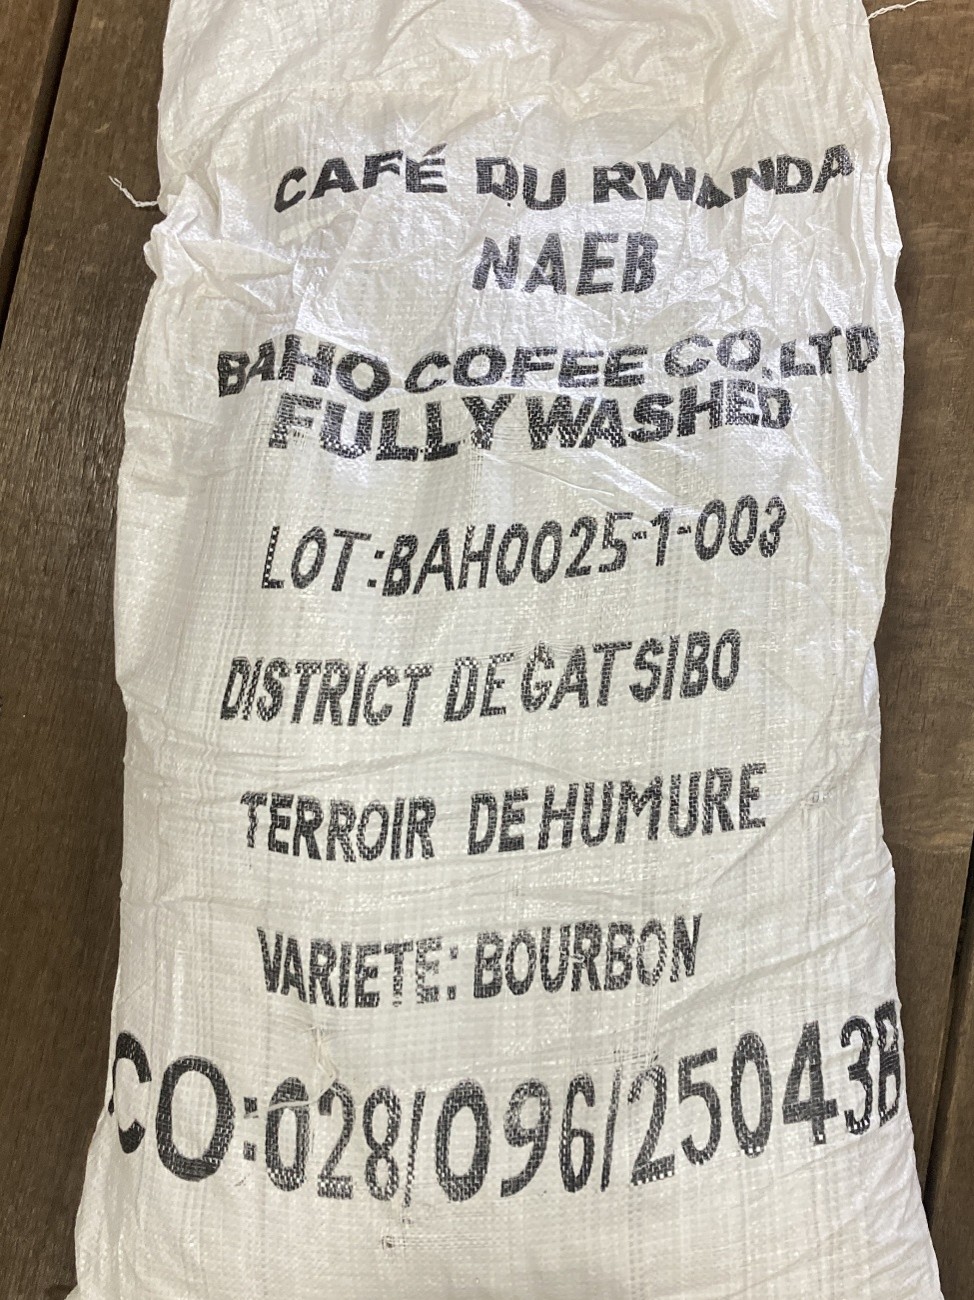 CAFÉ DU RWANDA
NAEB
BAHO COFEE CO.LTD
FULLY WASHED
LOT:BAH0025-1-003
DISTRICT DE GATSIBO
TERROIR DE HUMURE
VARIETE: BOURBON
CO:028/096/25043B